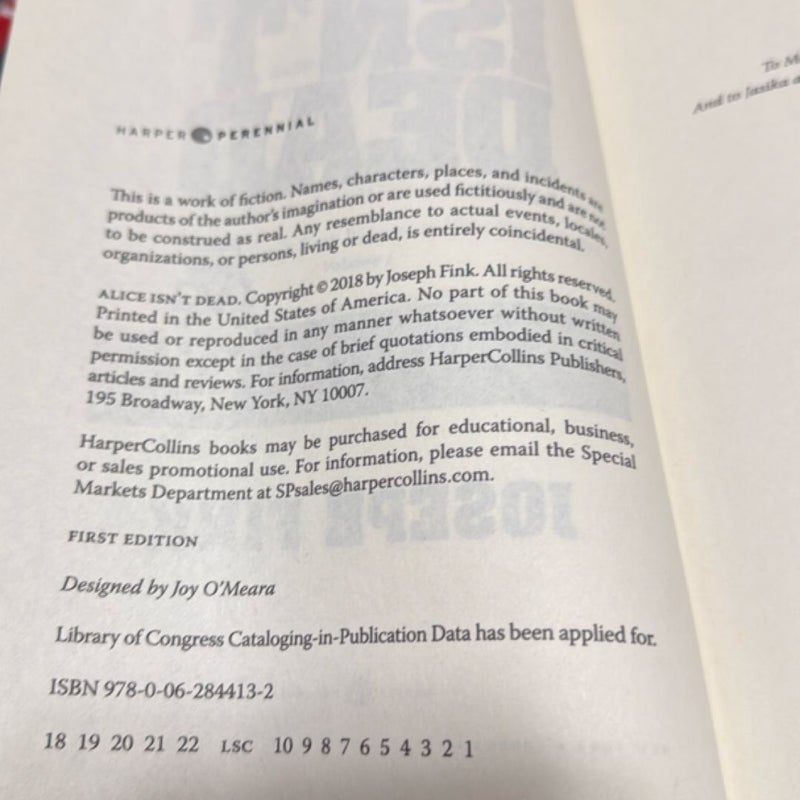 HARPER PERENNIAL
This is a work of fiction. Names, characters, places, and incidents are
products of the author's imagination or are used fictitiously and are not
to be construed as real. Any resemblance to actual events, locales,
organizations, or persons, living or dead, is entirely coincidental.
ALICE ISN'T DEAD. Copyright © 2018 by Joseph Fink. All rights reserved.
Printed in the United States of America. No part of this book may
be used or reproduced in any manner whatsoever without written
permission except in the case of brief quotations embodied in critical
articles and reviews. For information, address HarperCollins Publishers,
195 Broadway, New York, NY 10007.
HarperCollins books may be purchased for educational, business,
or sales promotional use. For information, please email the Special
Markets Department at SPsales@harpercollins.com.
FIRST EDITION
Designed by Joy O'Meara
Library of Congress Cataloging-in-Publication Data has been applied for.
ISBN 978-0-06-284413-2
18 19 20 21 22 LSC 10 9 8 7 6 5 4 3 2 1
To
And to Jasika